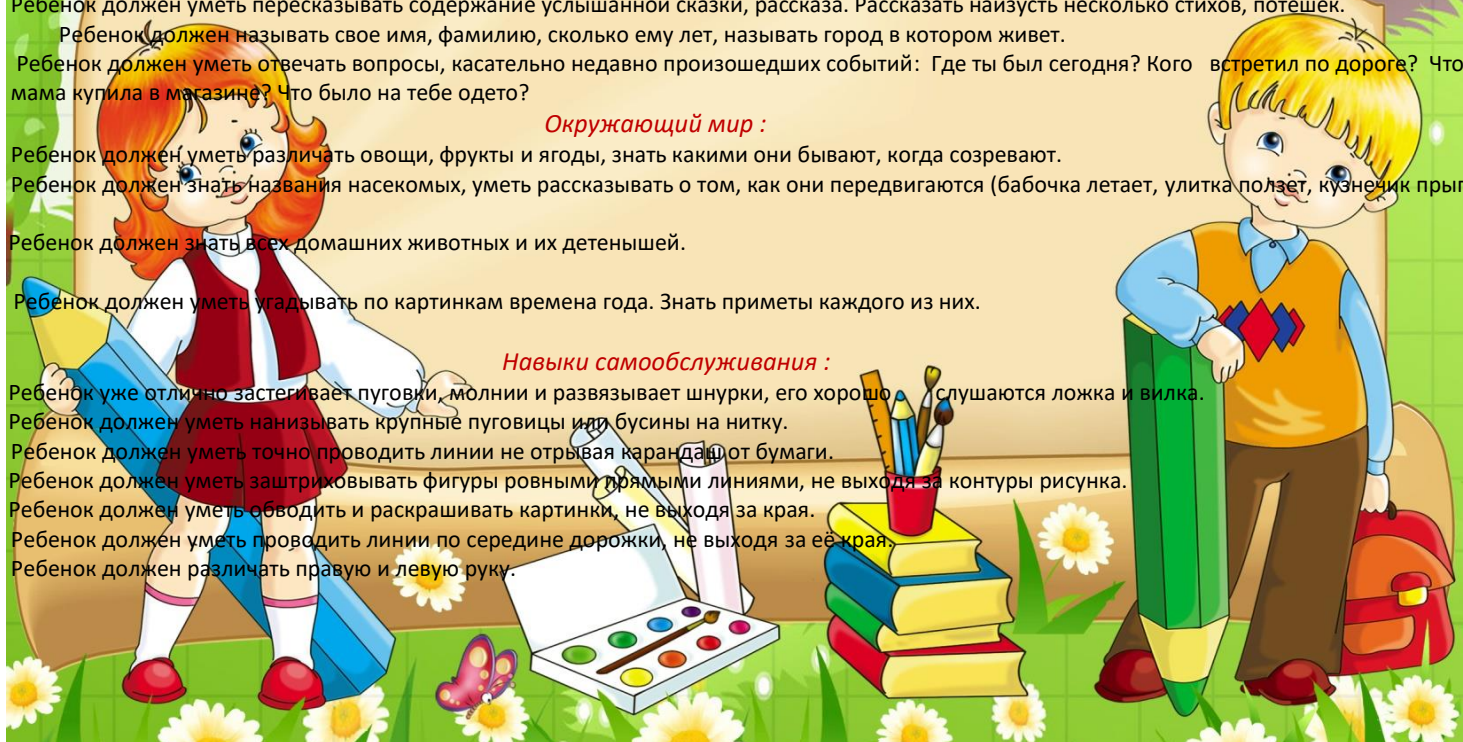 Ребенок должен уметь пересказывать содержание услышанной сказки, рассказа. Рассказать наизусть несколько стихов, потешек.
Ребенок должен называть свое имя, фамилию, сколько ему лет, называть город в котором живет.
Ребенок должен уметь отвечать вопросы, касательно недавно произошедших событий: Где ты был сегодня? Кого встретил по дороге? Что
мама купила в магазине? Что было на тебе одето?
Окружающий мир :
Ребенок должен уметь различать овощи, фрукты и ягоды, знать какими они бывают, когда созревают.
Ребенок должен знать названия насекомых, уметь рассказывать о том, как они передвигаются (бабочка летает, улитка ползет, кузнечик прыг
Ребенок должен знать всех домашних животных и их детенышей.
Ребенок должен уметь угадывать по картинкам времена года. Знать приметы каждого из них.
Навыки самообслуживания :
Ребенок уже отлично застегивает пуговки, молнии и развязывает шнурки, его хорошо слушаются ложка и вилка.
Ребенок должен уметь нанизывать крупные пуговицы или бусины на нитку.
Ребенок должен уметь точно проводить линии не отрывая карандаш от бумаги.
Ребенок должен уметь заштриховывать фигуры ровными прямыми линиями, не выходя за контуры рисунка.
Ребенок должен уметь обводить и раскрашивать картинки, не выходя за края.
Ребенок должен уметь проводить линии по середине дорожки, не выходя за её края.
Ребенок должен различать правую и левую руку.